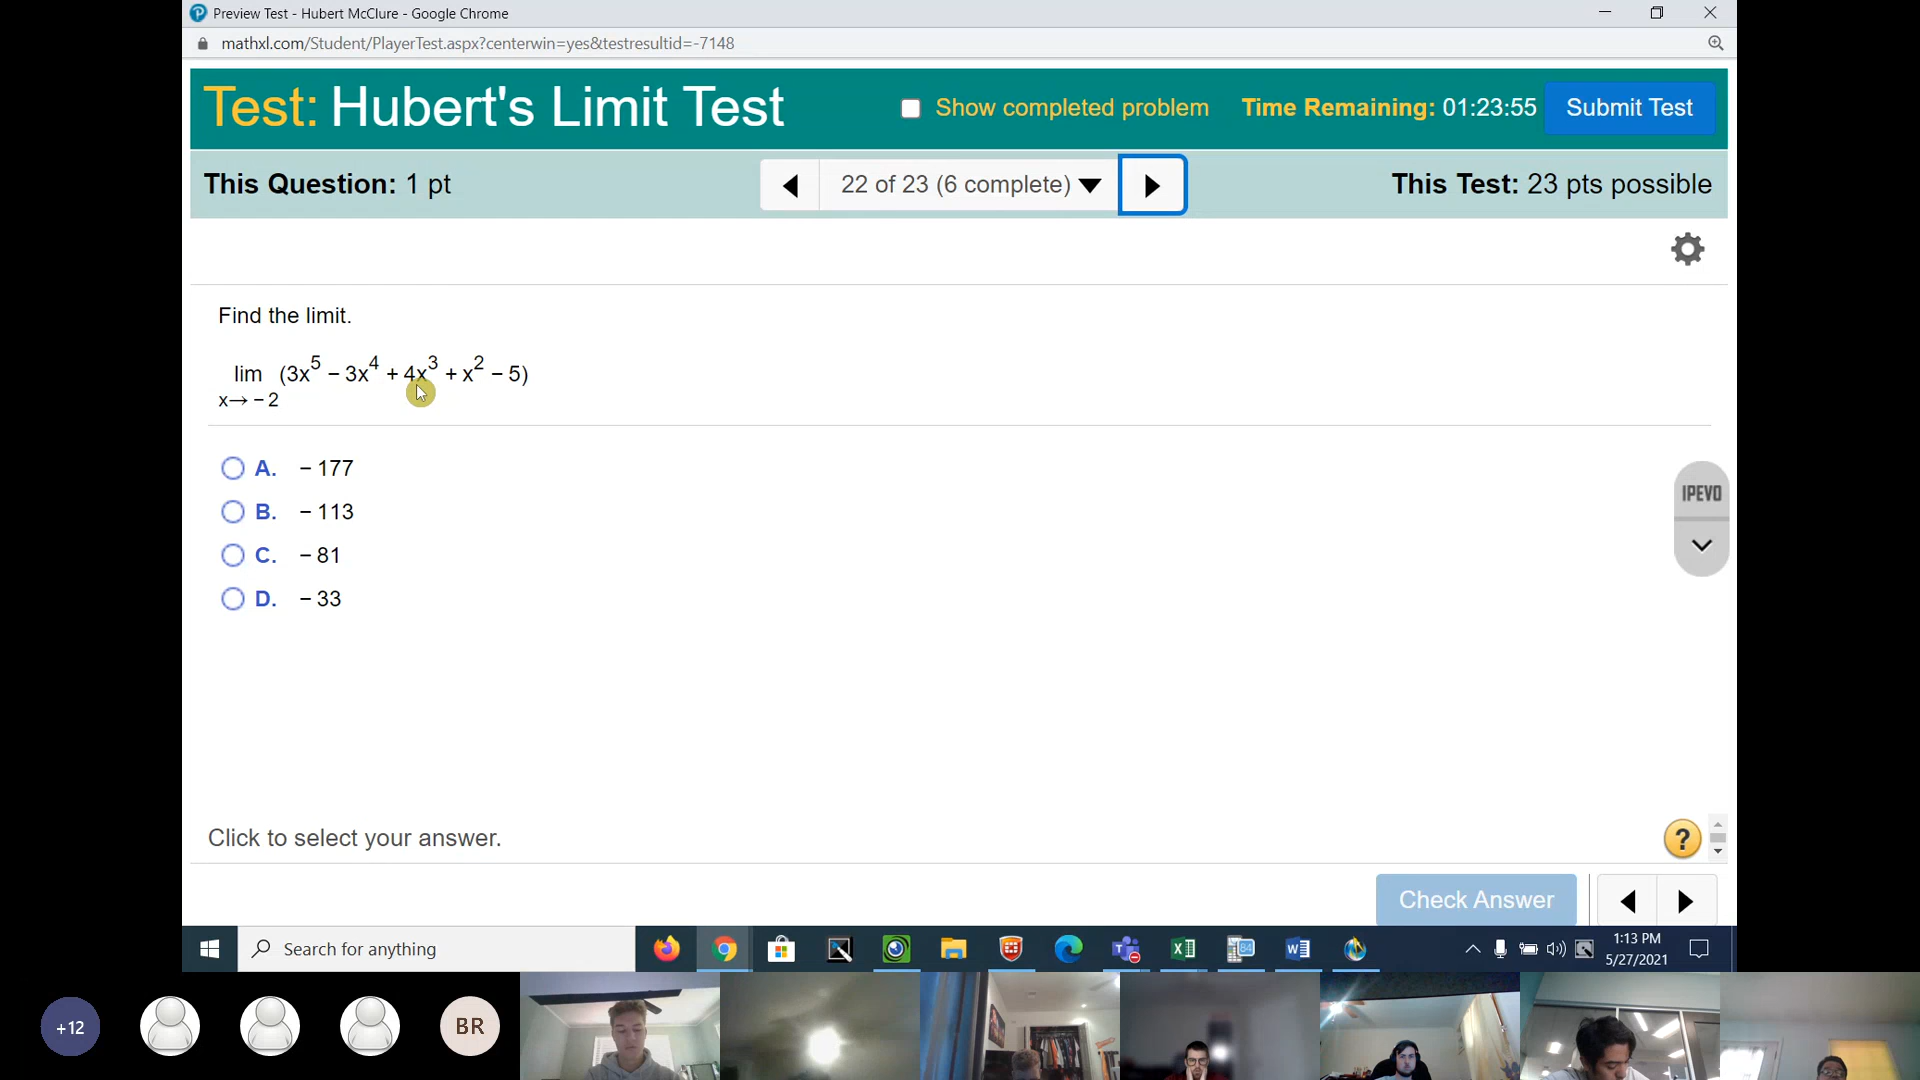 Preview Test - Hubert McClure - Google Chrome
mathxl.com/Student/PlayerTest.aspx?centerwin=yes&testresultid=-7148
Test: Hubert's Limit Test
Show completed problem
Time Remaining: 01:23:55
Submit Test
This Question: 1 pt
22 of 23 (6 complete)
This Test: 23 pts possible
Find the limit.
lim (3x⁵ − 3x⁴ + 4x³ + x² − 5)
x→ − 2
A. − 177
B. − 113
C. − 81
D. − 33
IPEVO
Click to select your answer.
?
Check Answer
Search for anything
84
1:13 PM
5/27/2021
+12
BR